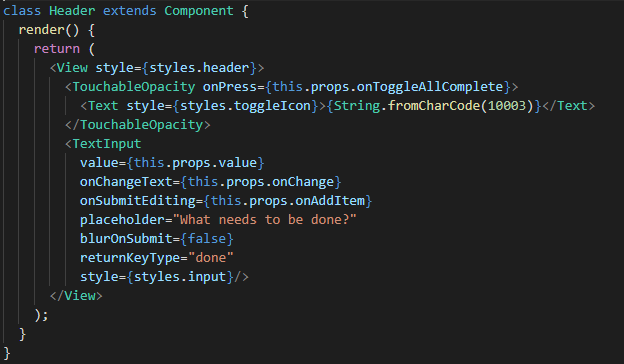 class Header extends Component {
  render() {
    return (
      <View style={styles.header}>
        <TouchableOpacity onPress={this.props.onToggleAllComplete}>
          <Text style={styles.toggleIcon}>{String.fromCharCode(10003)}</Text>
        </TouchableOpacity>
        <TextInput
          value={this.props.value}
          onChangeText={this.props.onChange}
          onSubmitEditing={this.props.onAddItem}
          placeholder="What needs to be done?"
          blurOnSubmit={false}
          returnKeyType="done"
          style={styles.input}/>
      </View>
    );
  }
}